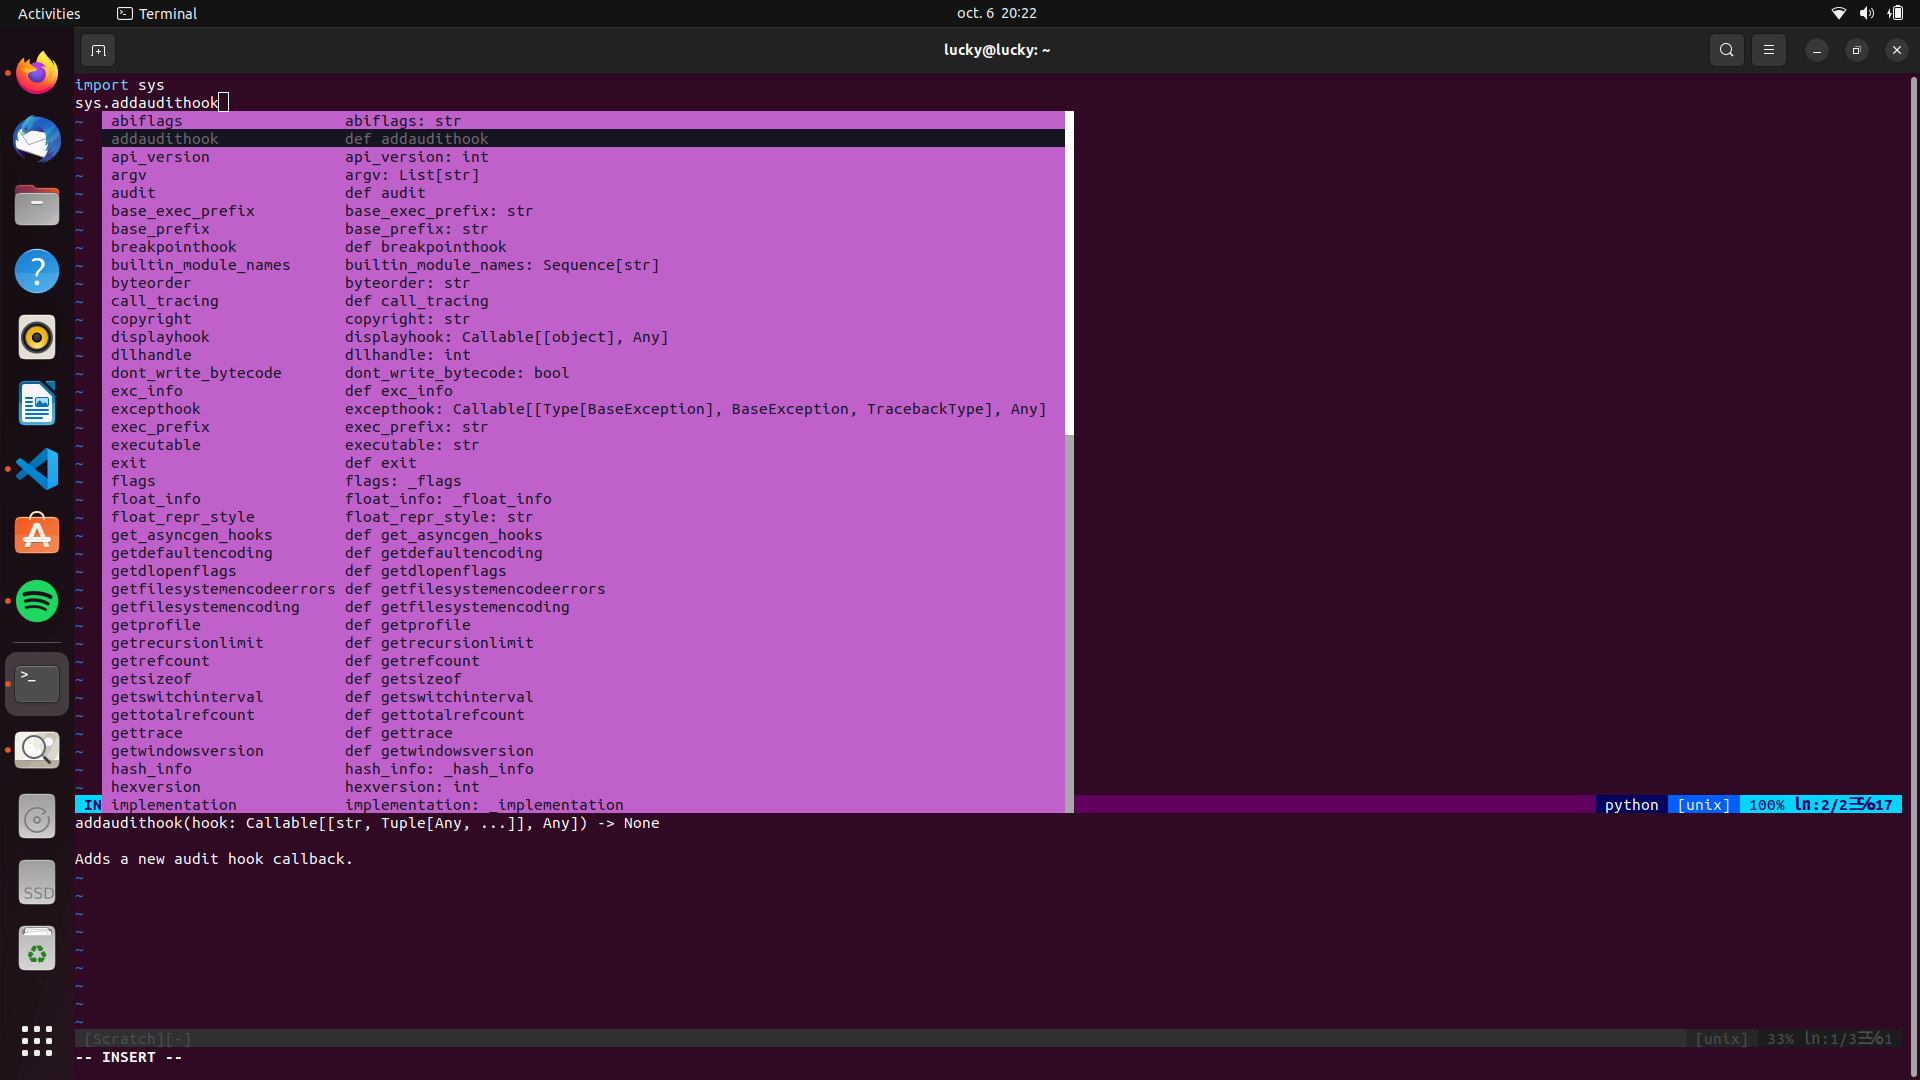 Activities Terminal oct. 6 20:22
lucky@lucky: ~
import sys
sys.addaudithook
~ abiflags abiflags: str
~ addaudithook def addaudithook
~ api_version api_version: int
~ argv argv: List[str]
~ audit def audit
~ base_exec_prefix base_exec_prefix: str
~ base_prefix base_prefix: str
~ breakpointhook def breakpointhook
~ builtin_module_names builtin_module_names: Sequence[str]
~ byteorder byteorder: str
~ call_tracing def call_tracing
~ copyright copyright: str
~ displayhook displayhook: Callable[[object], Any]
~ dllhandle dllhandle: int
~ dont_write_bytecode dont_write_bytecode: bool
~ exc_info def exc_info
~ excepthook excepthook: Callable[[Type[BaseException], BaseException, TracebackType], Any]
~ exec_prefix exec_prefix: str
~ executable executable: str
~ exit def exit
~ flags flags: _flags
~ float_info float_info: _float_info
~ float_repr_style float_repr_style: str
~ get_asyncgen_hooks def get_asyncgen_hooks
~ getdefaultencoding def getdefaultencoding
~ getdlopenflags def getdlopenflags
~ getfilesystemencodeerrors def getfilesystemencodeerrors
~ getfilesystemencoding def getfilesystemencoding
~ getprofile def getprofile
~ getrecursionlimit def getrecursionlimit
~ getrefcount def getrefcount
~ getsizeof def getsizeof
~ getswitchinterval def getswitchinterval
~ gettotalrefcount def gettotalrefcount
~ gettrace def gettrace
~ getwindowsversion def getwindowsversion
~ hash_info hash_info: _hash_info
~ hexversion hexversion: int
IN implementation implementation: _implementation python [unix] 100% ln:2/2 17
addaudithook(hook: Callable[[str, Tuple[Any, ...]], Any]) -> None
Adds a new audit hook callback.
~
~
~
~
~
~
~
~
~
[Scratch][-] [unix] 33% ln:1/3 1
-- INSERT --
SSD